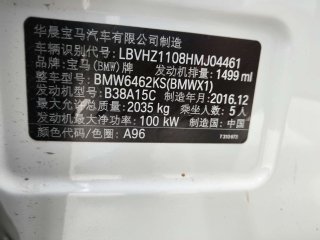 华晨宝马汽车有限公司制造
车辆识别代号: LBVHZ1108HMJ04461
品牌: 宝马(BMW)牌 发动机排量: 1499 ml
整车型号: BMW6462KS(BMWX1)
发动机型号: B38A15C 制造年月: 2016.12
最大允许总质量: 2035 kg 乘坐人数: 5 人
发动机最大净功率: 100 kW 制造国: 中国
颜色代码/色图: A96